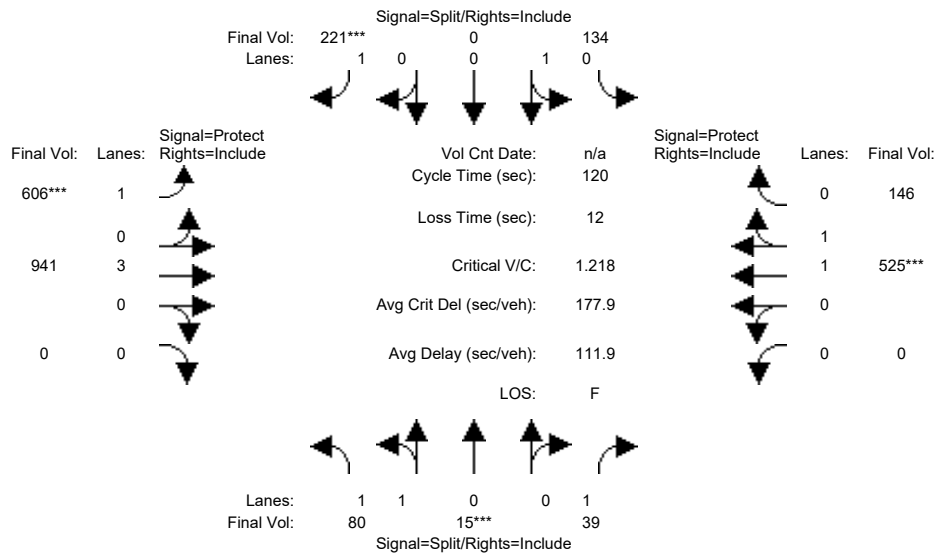 Signal=Split/Rights=Include
Final Vol: 221*** 0 134
Lanes: 1 0 0 1 0
Signal=Protect
Final Vol: Lanes: Rights=Include
Vol Cnt Date: n/a
Signal=Protect
Rights=Include Lanes: Final Vol:
Cycle Time (sec): 120
606*** 1
0 146
Loss Time (sec): 12
0
1
941 3
Critical V/C: 1.218
1 525***
0
Avg Crit Del (sec/veh): 177.9
0
0 0
Avg Delay (sec/veh): 111.9
0 0
LOS: F
Lanes: 1 1 0 0 1
Final Vol: 80 15*** 39
Signal=Split/Rights=Include